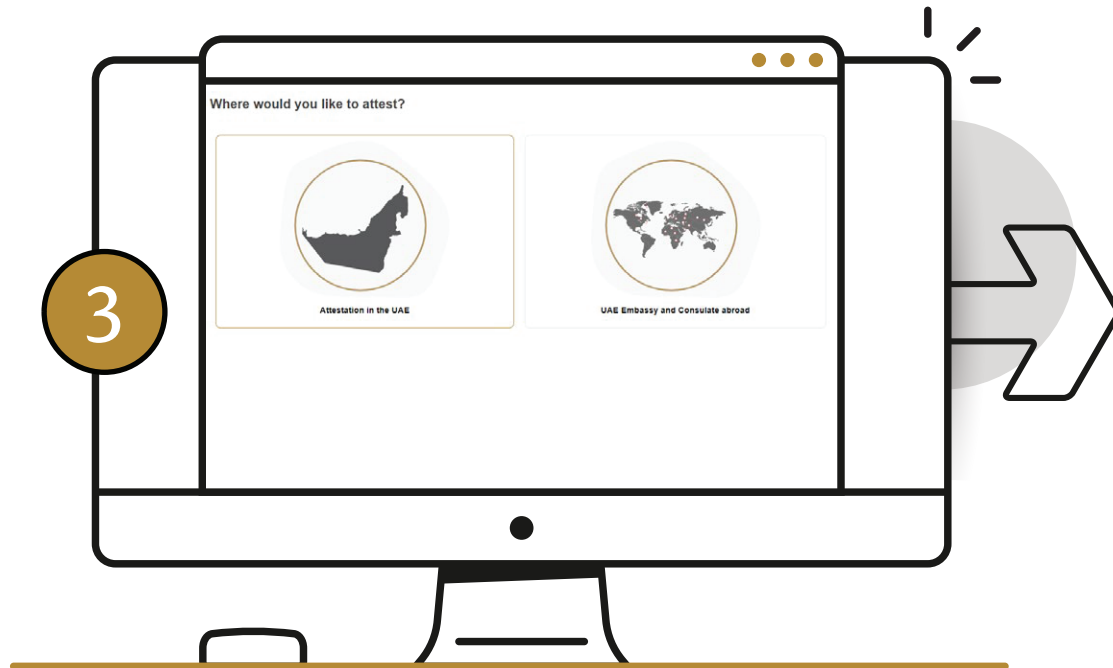 Where would you like to attest?
3
Attestation in the UAE
UAE Embassy and Consulate abroad